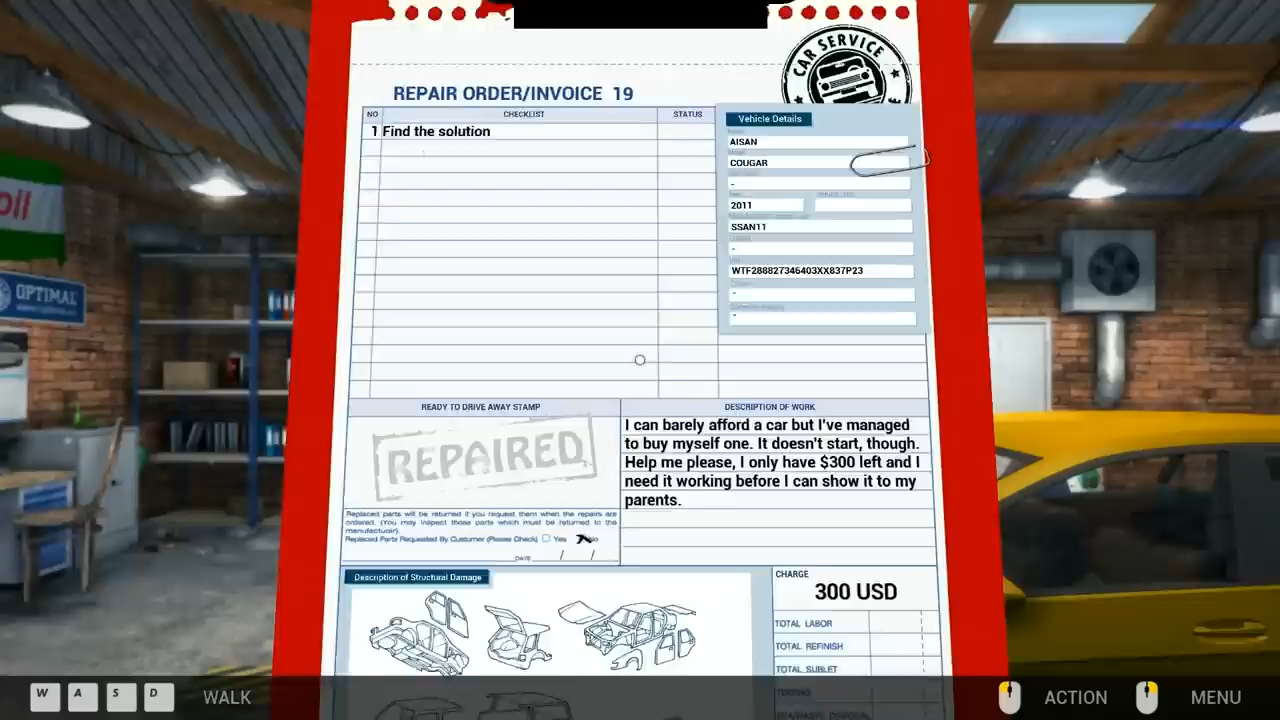 CAR SERVICE
REPAIR ORDER/INVOICE 19
NO CHECKLIST STATUS
1 Find the solution
Vehicle Details
AISAN
COUGAR
-
2011
SSAN11
-
WTF288827346403XX837P23
-
-
oil
OPTIMAL
READY TO DRIVE AWAY STAMP
REPAIRED
Replaced parts will be returned if you request them when the repairs are
ordered. (You may inspect those parts which must be returned to the
manufacturer).
Replaced Parts Requested By Customer (Please Check) Yes No
DATE / /
DESCRIPTION OF WORK
I can barely afford a car but I've managed
to buy myself one. It doesn't start, though.
Help me please, I only have $300 left and I
need it working before I can show it to my
parents.
Description of Structural Damage
CHARGE
300 USD
TOTAL LABOR
TOTAL REFINISH
TOTAL SUBLET
TOWING
W A S D WALK
ACTION MENU